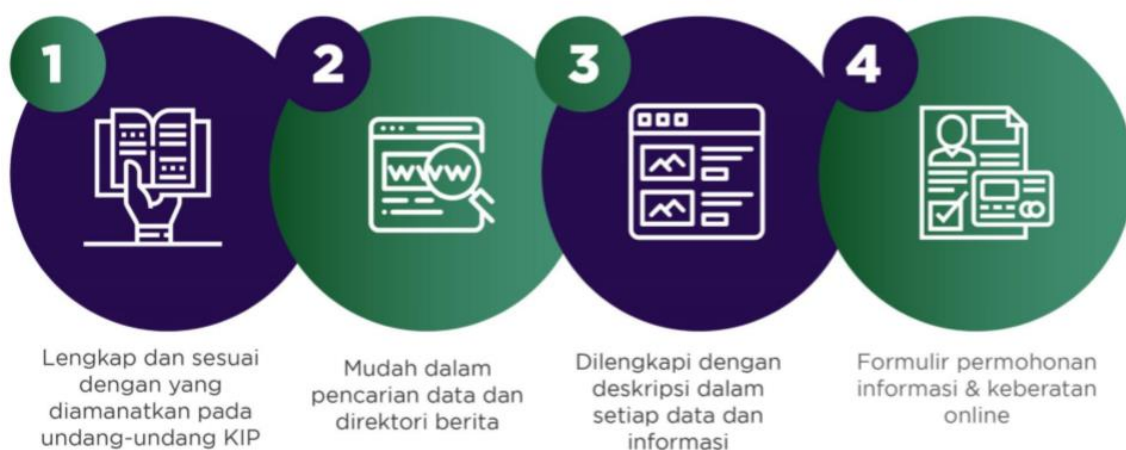 1
2
3
4
www
Lengkap dan sesuai
dengan yang
diamanatkan pada
undang-undang KIP
Mudah dalam
pencarian data dan
direktori berita
Dilengkapi dengan
deskripsi dalam
setiap data dan
informasi
Formulir permohonan
informasi & keberatan
online